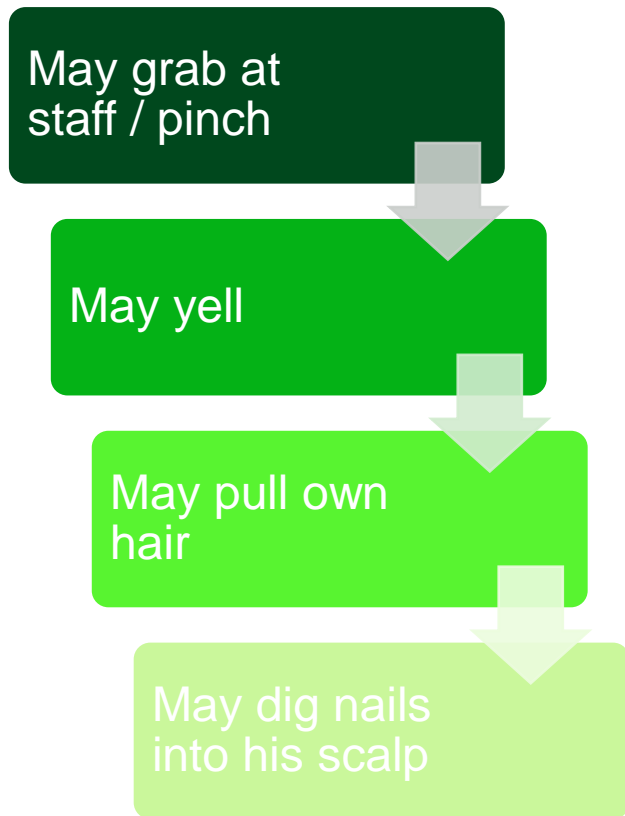 May grab at
staff / pinch
May yell
May pull own
hair
May dig nails
into his scalp